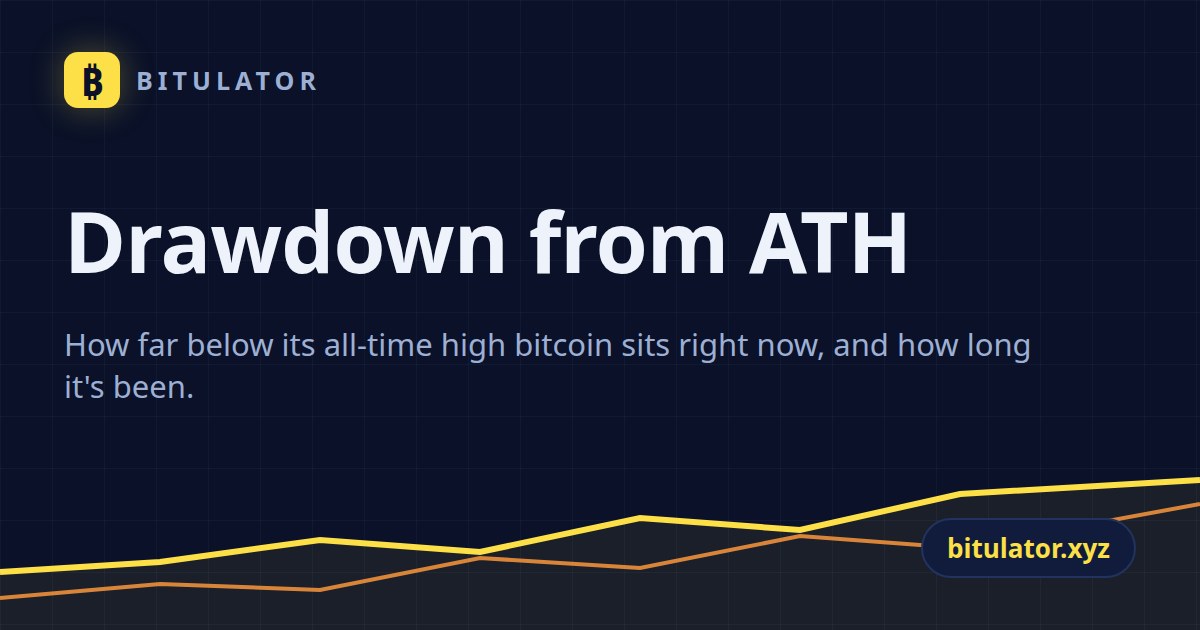 ₿ BITULATOR
Drawdown from ATH
How far below its all-time high bitcoin sits right now, and how long
it's been.
bitulator.xyz